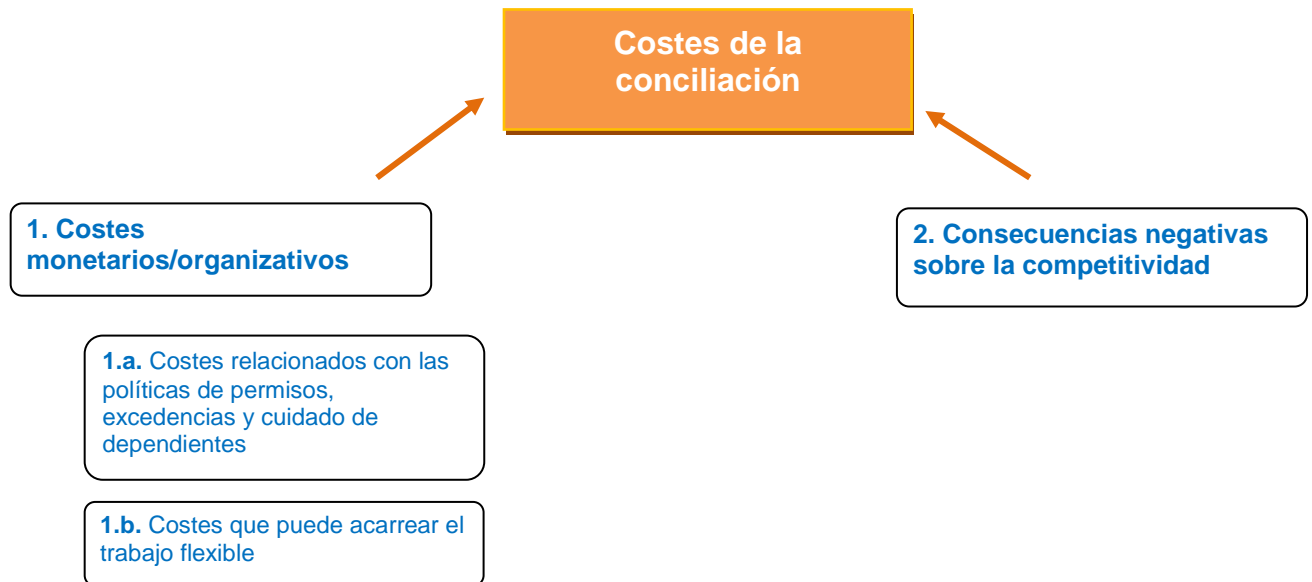 Costes de la
conciliación
1. Costes
monetarios/organizativos
2. Consecuencias negativas
sobre la competitividad
1.a. Costes relacionados con las
políticas de permisos,
excedencias y cuidado de
dependientes
1.b. Costes que puede acarrear el
trabajo flexible